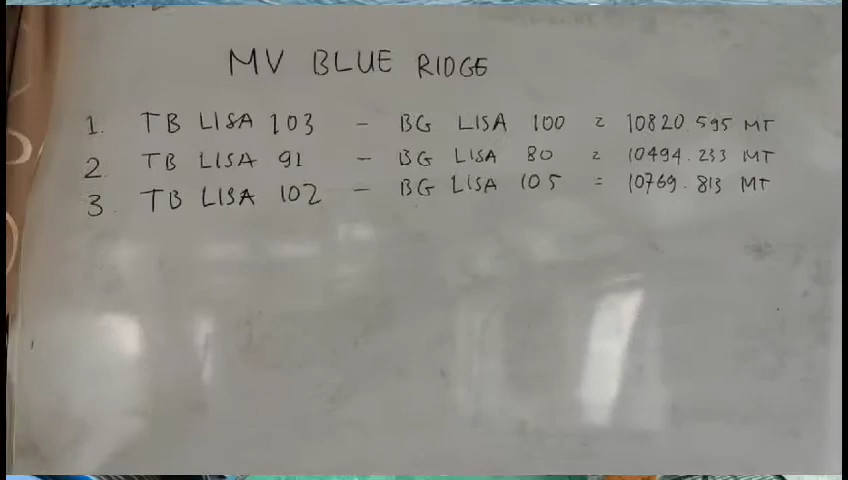 MV BLUE RIDGE
1. TB LISA 103 - BG LISA 100 = 10820.595 MT
2. TB LISA 91 - BG LISA 80 = 10494.233 MT
3. TB LISA 102 - BG LISA 105 = 10769.813 MT